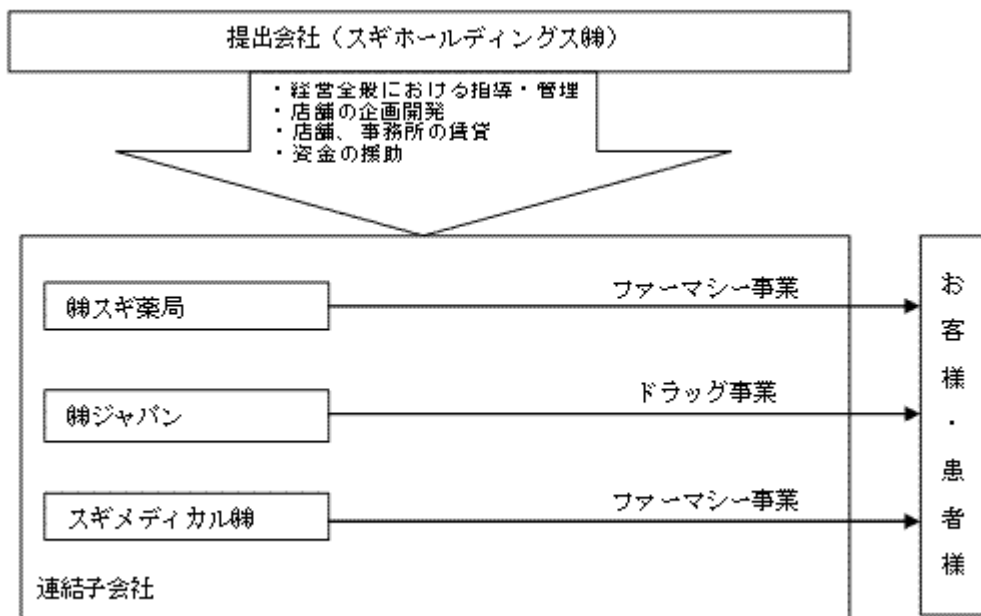 提出会社（スギホールディングス㈱）
・経営全般における指導・管理
・店舗の企画開発
・店舗、事務所の賃貸
・資金の援助
㈱スギ薬局
ファーマシー事業
㈱ジャパン
ドラッグ事業
スギメディカル㈱
ファーマシー事業
連結子会社
お客様・患者様